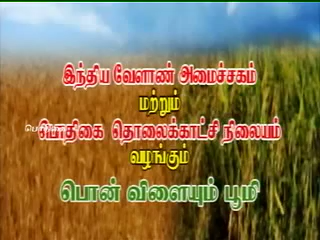 இந்திய வேளாண் அமைச்சகம்
மற்றும்
பொதிகை தொலைக்காட்சி நிலையம்
வழங்கும்
பொன் விளையும் பூமி